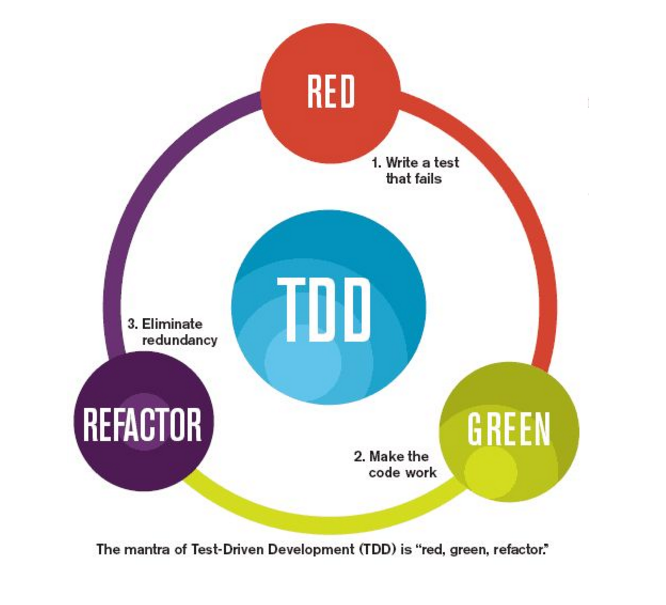 RED
1. Write a test
that fails
TDD
3. Eliminate
redundancy
REFACTOR
GREEN
2. Make the
code work
The mantra of Test-Driven Development (TDD) is “red, green, refactor.”